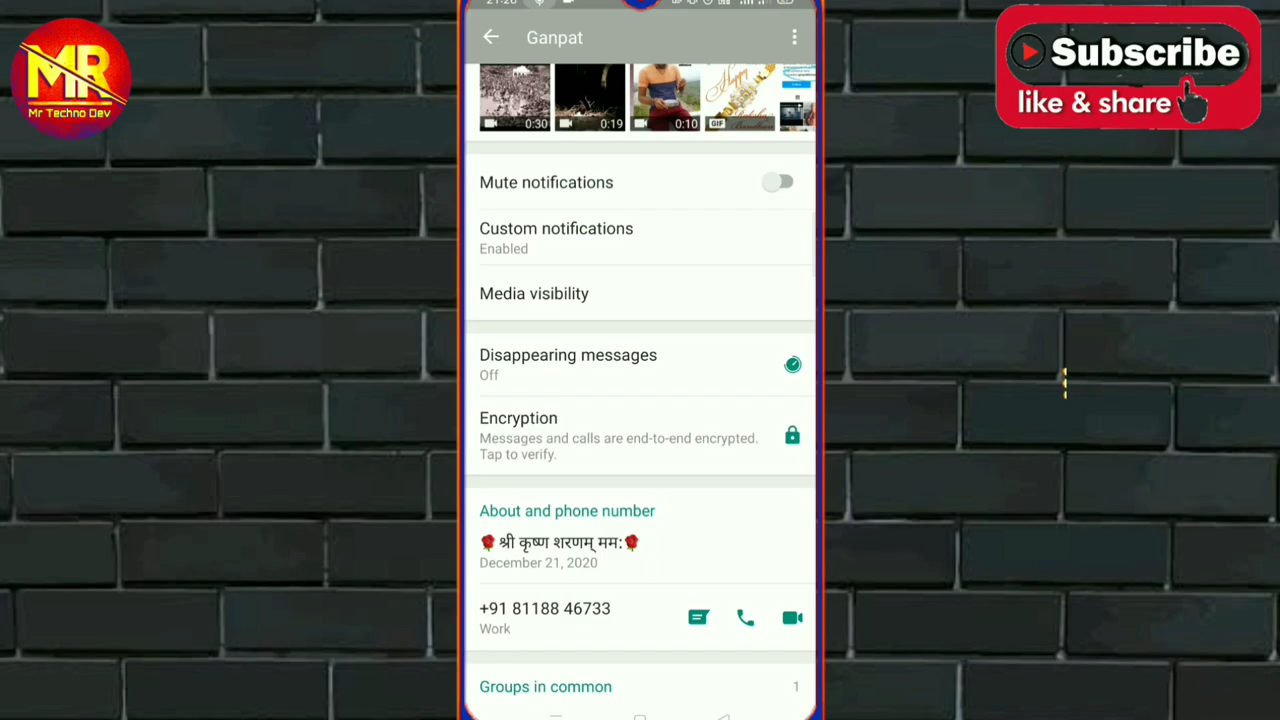 MR
Mr Techno Dev
Subscribe
like & share
Ganpat
0:30
0:19
0:10
GIF
Mute notifications
Custom notifications
Enabled
Media visibility
Disappearing messages
Off
Encryption
Messages and calls are end-to-end encrypted.
Tap to verify.
About and phone number
🌹श्री कृष्ण शरणम् मम:🌹
December 21, 2020
+91 81188 46733
Work
Groups in common
1